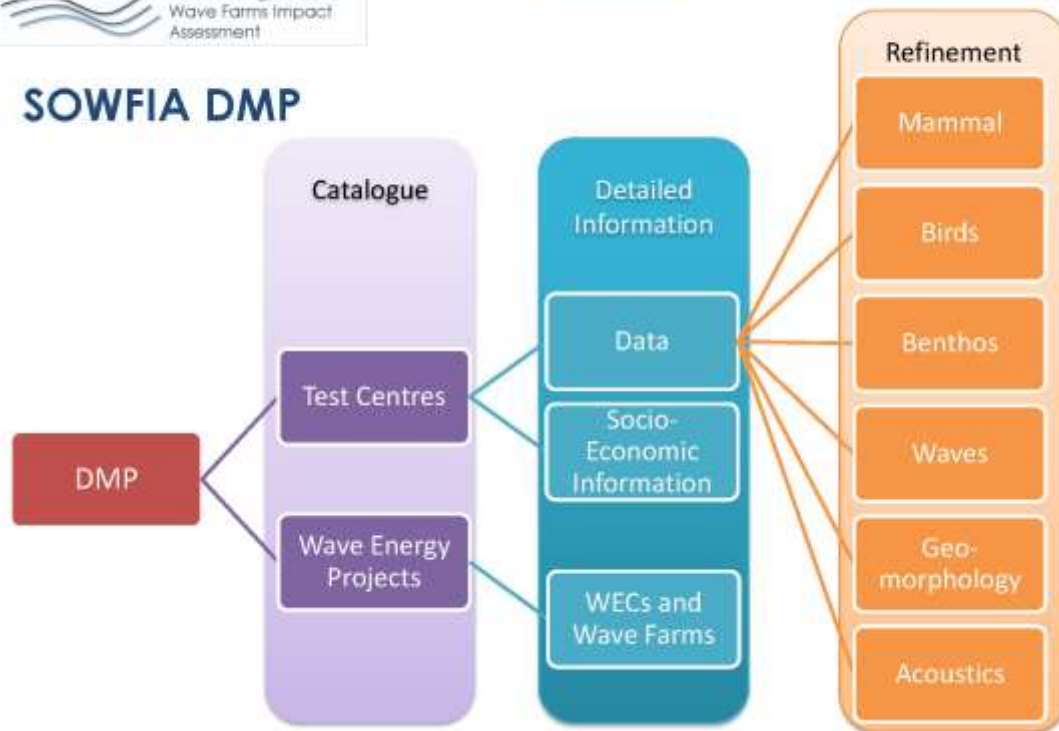 Wave Farms Impact
Assessment
SOWFIA DMP
DMP
Catalogue
Test Centres
Wave Energy
Projects
Detailed
Information
Data
Socio-
Economic
Information
WECs and
Wave Farms
Refinement
Mammal
Birds
Benthos
Waves
Geo-
morphology
Acoustics